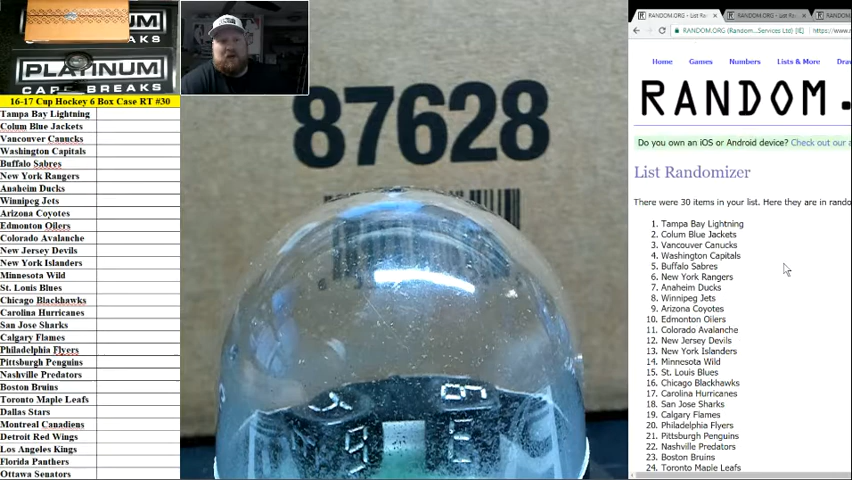 PLATINUM
CARD BREAKS
16-17 Cup Hockey 6 Box Case RT #30
Tampa Bay Lightning
Colum Blue Jackets
Vancouver Canucks
Washington Capitals
Buffalo Sabres
New York Rangers
Anaheim Ducks
Winnipeg Jets
Arizona Coyotes
Edmonton Oilers
Colorado Avalanche
New Jersey Devils
New York Islanders
Minnesota Wild
St. Louis Blues
Chicago Blackhawks
Carolina Hurricanes
San Jose Sharks
Calgary Flames
Philadelphia Flyers
Pittsburgh Penguins
Nashville Predators
Boston Bruins
Toronto Maple Leafs
Dallas Stars
Montreal Canadiens
Detroit Red Wings
Los Angeles Kings
Florida Panthers
Ottawa Senators
87628
RANDOM.ORG
RANDOM.ORG (Random...Services Ltd) [IE]
https://www.
Home Games Numbers Lists & More Draw
RANDOM.
Do you own an iOS or Android device? Check out our a
List Randomizer
There were 30 items in your list. Here they are in rando
1. Tampa Bay Lightning
2. Colum Blue Jackets
3. Vancouver Canucks
4. Washington Capitals
5. Buffalo Sabres
6. New York Rangers
7. Anaheim Ducks
8. Winnipeg Jets
9. Arizona Coyotes
10. Edmonton Oilers
11. Colorado Avalanche
12. New Jersey Devils
13. New York Islanders
14. Minnesota Wild
15. St. Louis Blues
16. Chicago Blackhawks
17. Carolina Hurricanes
18. San Jose Sharks
19. Calgary Flames
20. Philadelphia Flyers
21. Pittsburgh Penguins
22. Nashville Predators
23. Boston Bruins
24. Toronto Maple Leafs